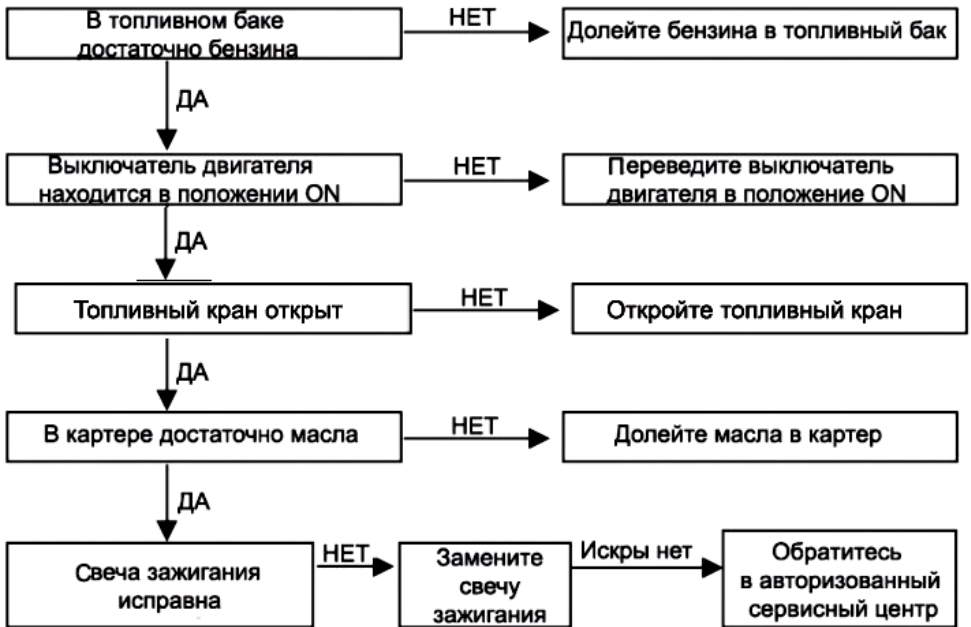 В топливном баке
достаточно бензина
НЕТ
Долейте бензина в топливный бак
ДА
Выключатель двигателя
находится в положении ON
НЕТ
Переведите выключатель
двигателя в положение ON
ДА
Топливный кран открыт
НЕТ
Откройте топливный кран
ДА
В картере достаточно масла
НЕТ
Долейте масла в картер
ДА
Свеча зажигания
исправна
НЕТ
Замените
свечу
зажигания
Искры нет
Обратитесь
в авторизованный
сервисный центр